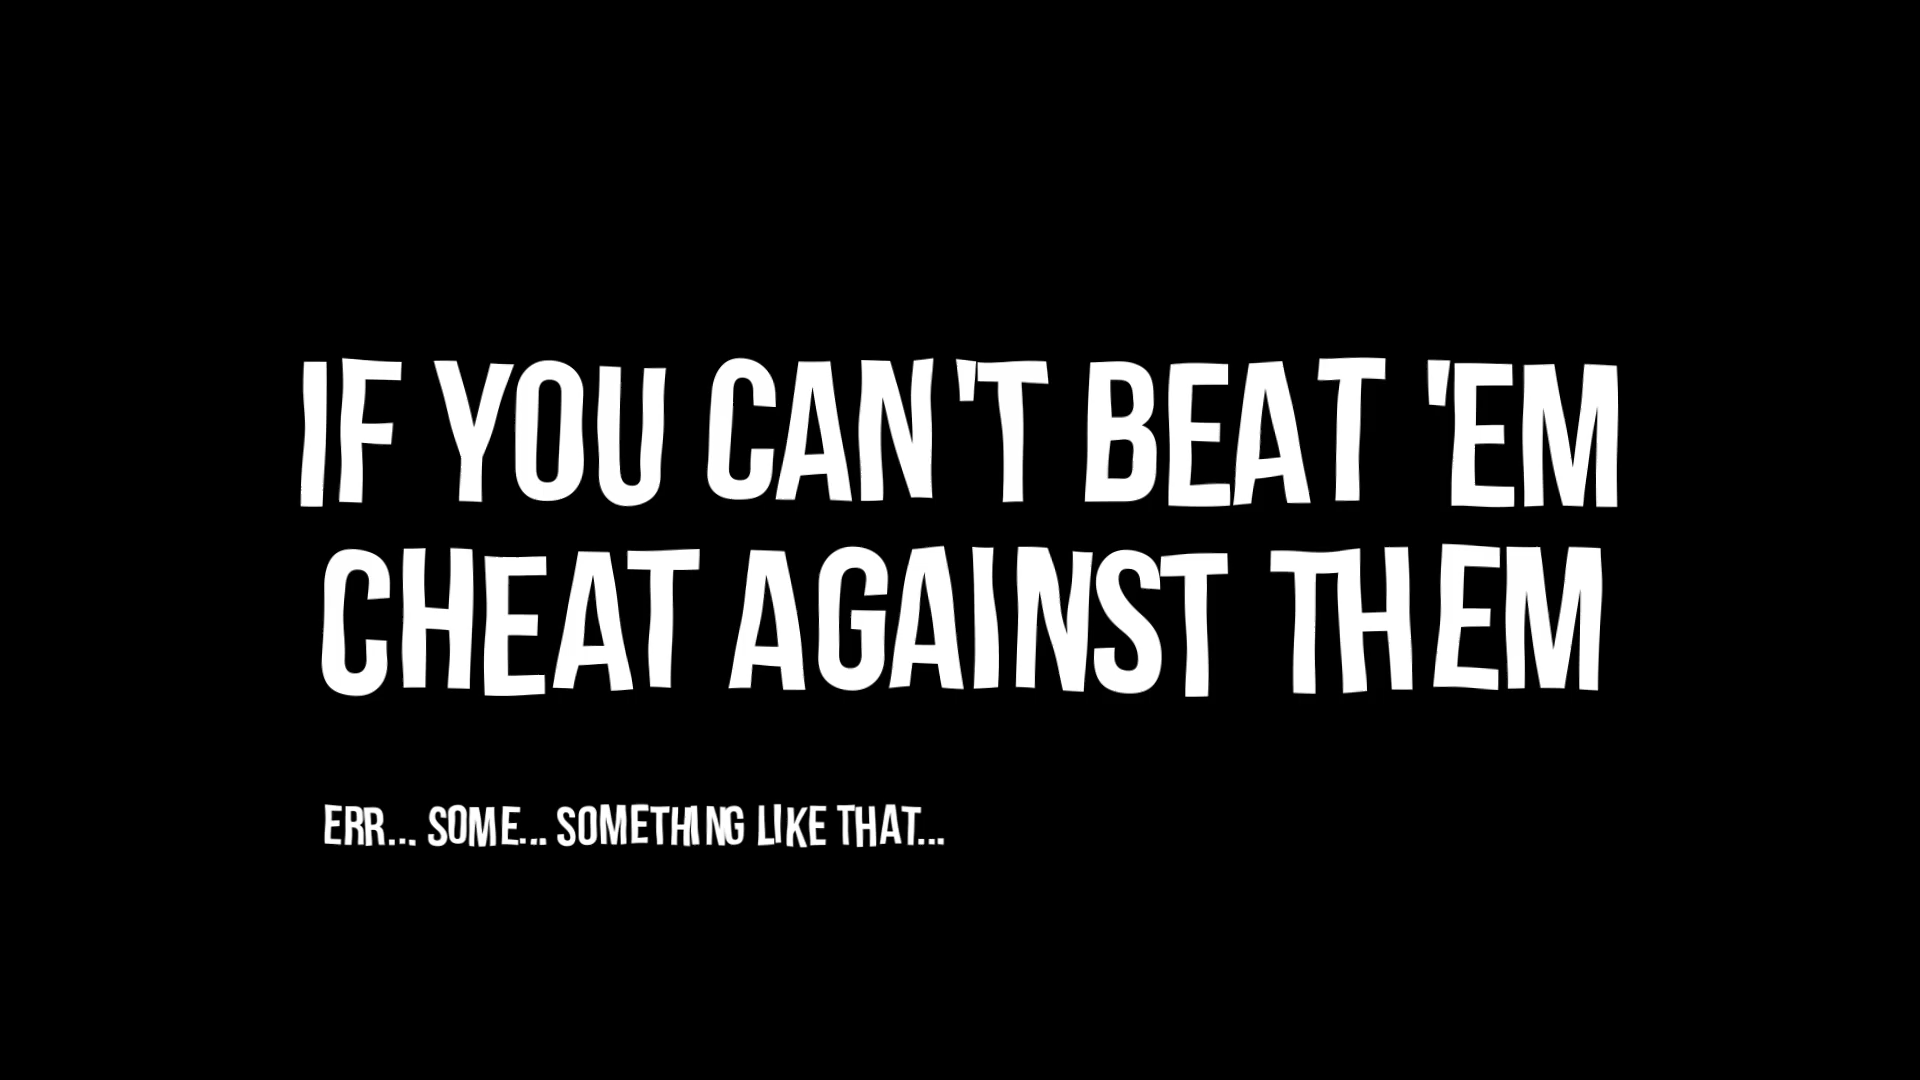 IF YOU CAN'T BEAT 'EM
CHEAT AGAINST THEM
ERR... SOME... SOMETHING LIKE THAT...